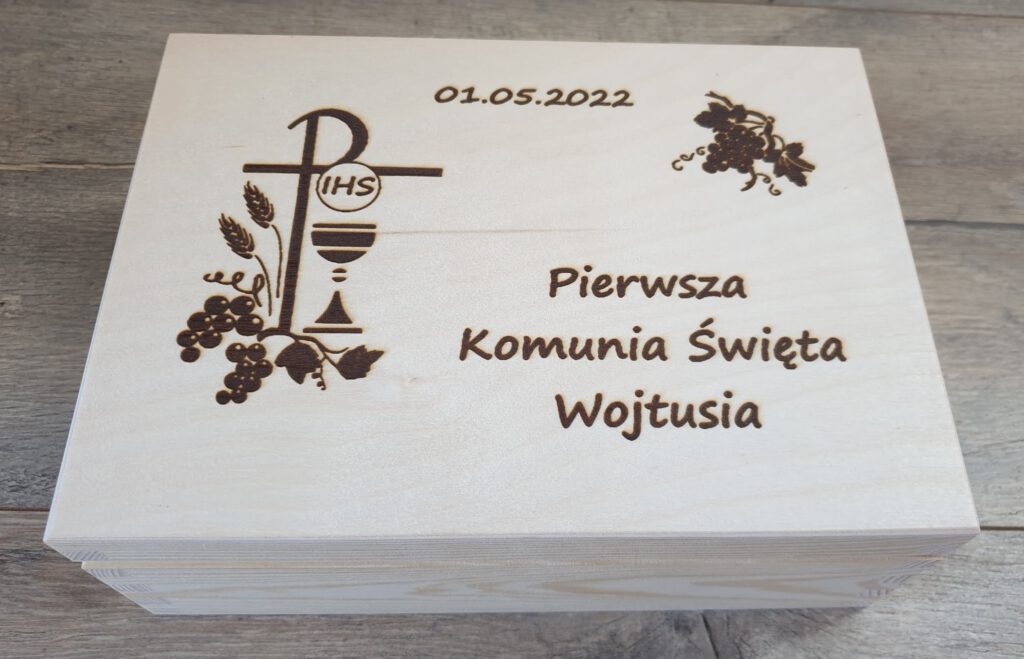 01.05.2022
IHS
Pierwsza
Komunia Święta
Wojtusia